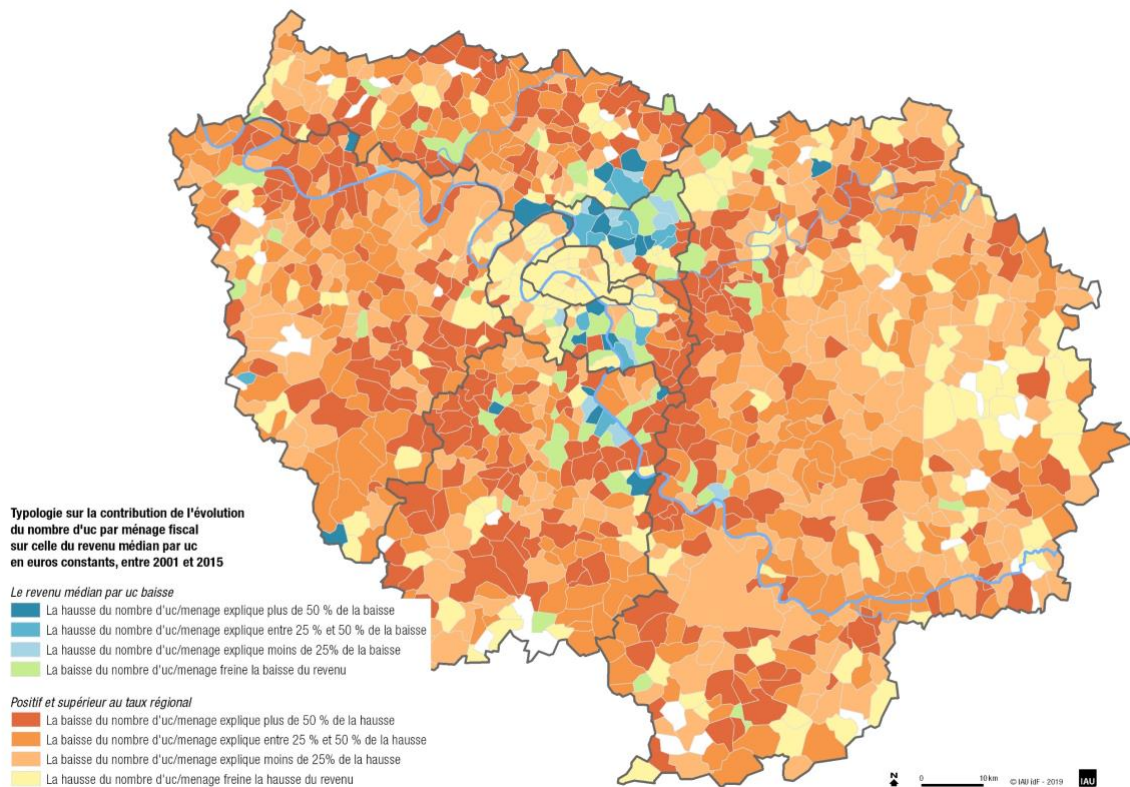 Typologie sur la contribution de l'évolution
du nombre d'uc par ménage fiscal
sur celle du revenu médian par uc
en euros constants, entre 2001 et 2015
Le revenu médian par uc baisse
La hausse du nombre d'uc/menage explique plus de 50 % de la baisse
La hausse du nombre d'uc/menage explique entre 25 % et 50 % de la baisse
La hausse du nombre d'uc/menage explique moins de 25% de la baisse
La baisse du nombre d'uc/menage freine la baisse du revenu
Positif et supérieur au taux régional
La baisse du nombre d'uc/menage explique plus de 50 % de la hausse
La baisse du nombre d'uc/menage explique entre 25 % et 50 % de la hausse
La baisse du nombre d'uc/menage explique moins de 25% de la hausse
La hausse du nombre d'uc/menage freine la hausse du revenu
N 0 10 km © IAU îdF - 2019 IAU